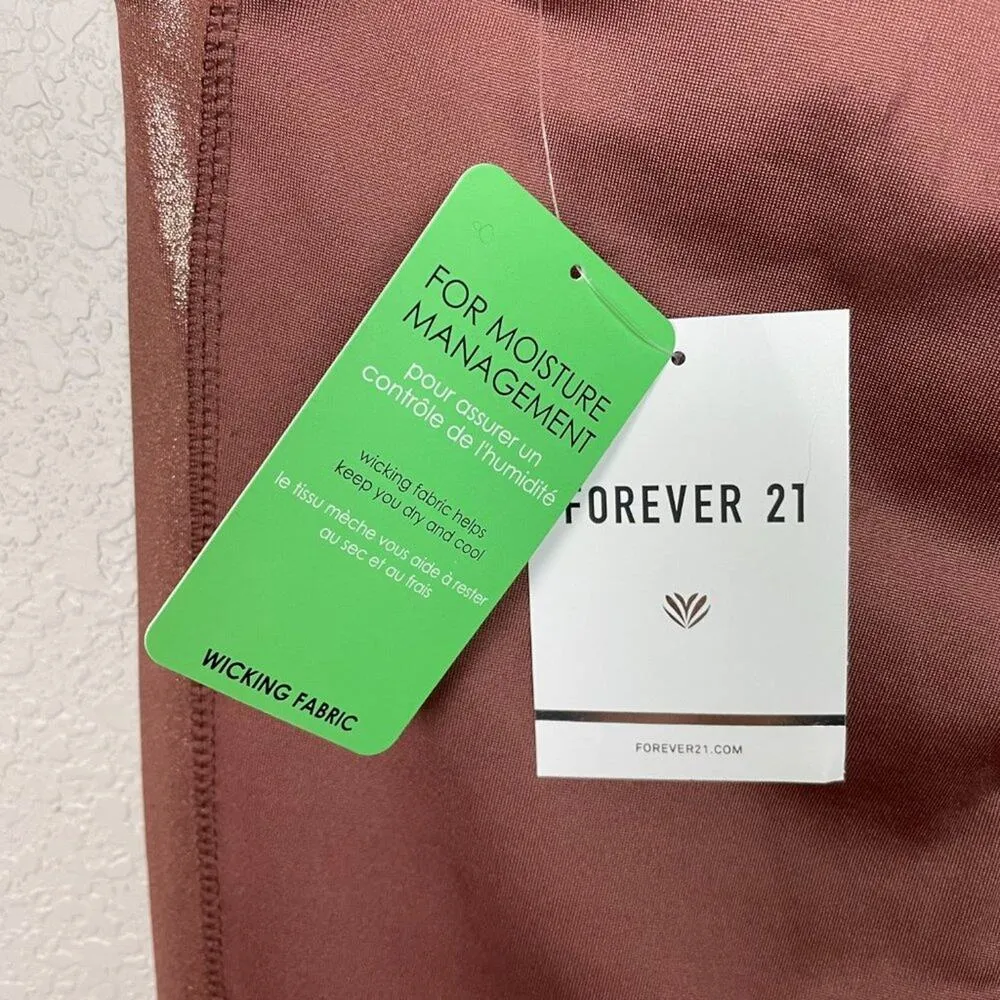 FOR MOISTURE
MANAGEMENT
pour assurer un
contrôle de l'humidité
wicking fabric helps
keep you dry and cool
le tissu mèche vous aide à rester
au sec et au frais
WICKING FABRIC
FOREVER 21
FOREVER21.COM